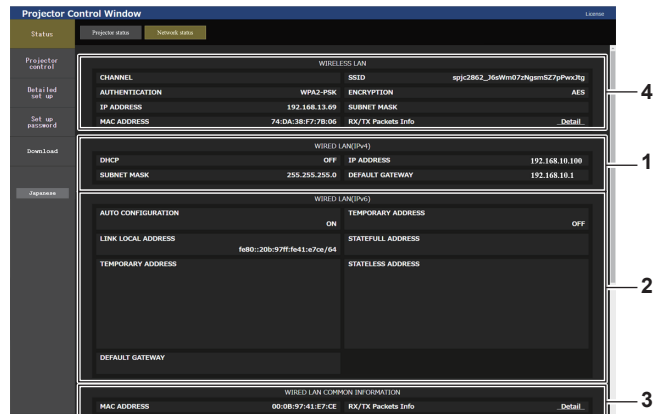 Projector Control Window
License
Status
Projector status
Network status
Projector control
Detailed set up
Set up password
Download
Japanese
WIRELESS LAN
CHANNEL
SSID spjc2862_J6sWm07zNgsmSZ7pPwxJtg
AUTHENTICATION WPA2-PSK
ENCRYPTION AES
IP ADDRESS 192.168.13.69
SUBNET MASK
MAC ADDRESS 74:DA:38:F7:7B:06
RX/TX Packets Info Detail
4
WIRED LAN(IPv4)
DHCP OFF
IP ADDRESS 192.168.10.100
SUBNET MASK 255.255.255.0
DEFAULT GATEWAY 192.168.10.1
1
WIRED LAN(IPv6)
AUTO CONFIGURATION ON
TEMPORARY ADDRESS OFF
LINK LOCAL ADDRESS fe80::20b:97ff:fe41:e7ce/64
STATEFULL ADDRESS
TEMPORARY ADDRESS
STATELESS ADDRESS
DEFAULT GATEWAY
2
WIRED LAN COMMON INFORMATION
MAC ADDRESS 00:0B:97:41:E7:CE
RX/TX Packets Info Detail
3